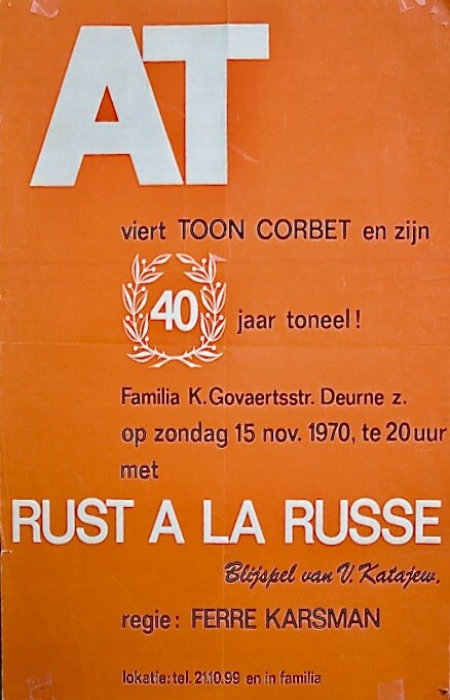 AT
viert TOON CORBET en zijn
40 jaar toneel!
Familia K.Govaertsstr. Deurne z.
op zondag 15 nov. 1970, te 20 uur
met
RUST A LA RUSSE
Blijspel van V. Katajew.
regie: FERRE KARSMAN
lokatie: tel. 21.10.99 en in familia